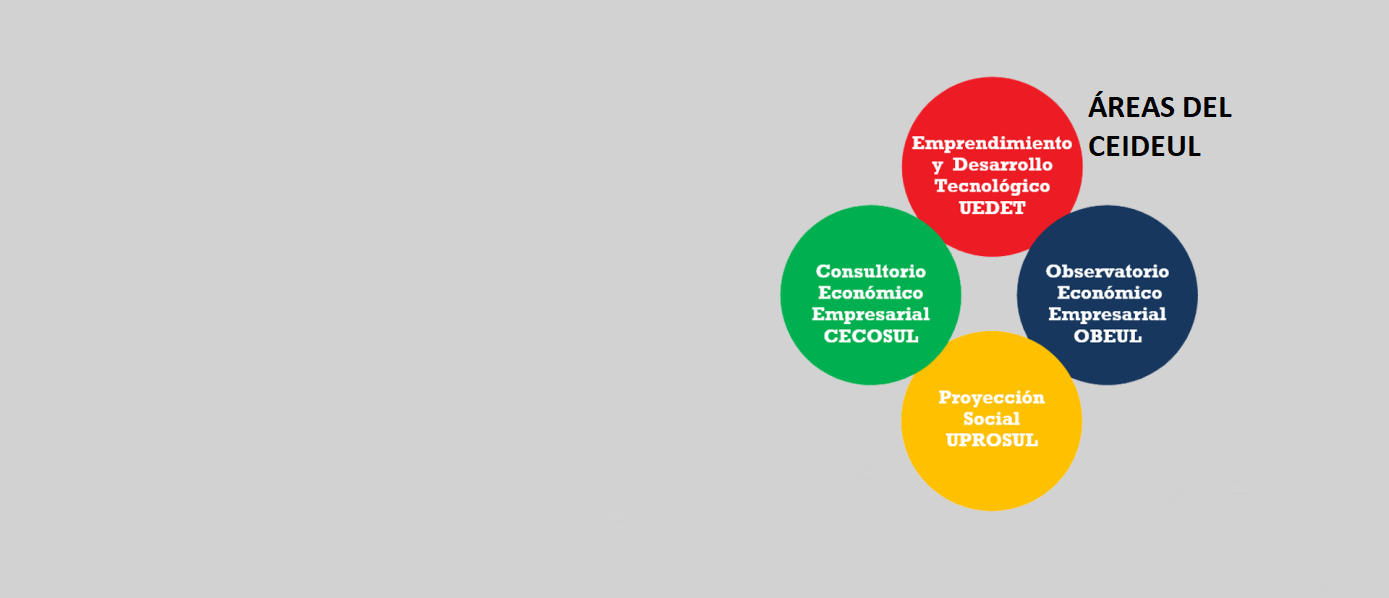 ÁREAS DEL
CEIDEUL
Emprendimiento
y Desarrollo
Tecnológico
UEDET
Consultorio
Económico
Empresarial
CECOSUL
Observatorio
Económico
Empresarial
OBEUL
Proyección
Social
UPROSUL